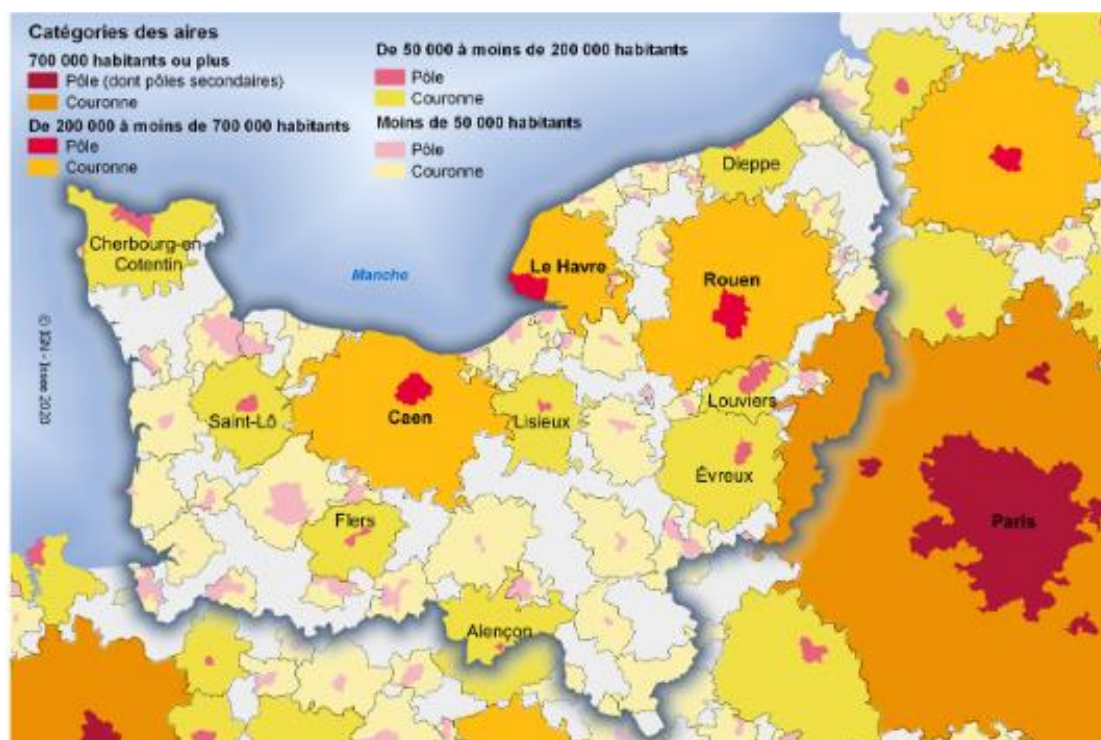 Catégories des aires
700 000 habitants ou plus
Pôle (dont pôles secondaires)
Couronne
De 200 000 à moins de 700 000 habitants
Pôle
Couronne
De 50 000 à moins de 200 000 habitants
Pôle
Couronne
Moins de 50 000 habitants
Pôle
Couronne
Dieppe
Cherbourg-en-
Cotentin
Manche
Le Havre
Rouen
© IGN - Insee 2020
Saint-Lô
Caen
Lisieux
Louviers
Évreux
Flers
Paris
Alençon